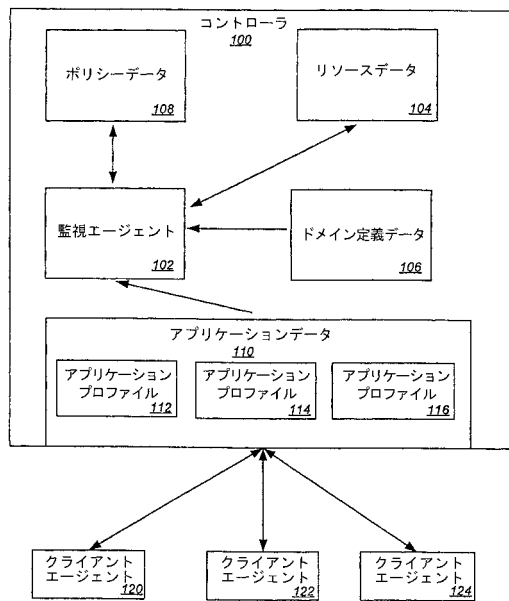 コントローラ
100
ポリシーデータ
108
リソースデータ
104
監視エージェント
102
ドメイン定義データ
106
アプリケーションデータ
110
アプリケーション
プロファイル
112
アプリケーション
プロファイル
114
アプリケーション
プロファイル
116
クライアント
エージェント
120
クライアント
エージェント
122
クライアント
エージェント
124